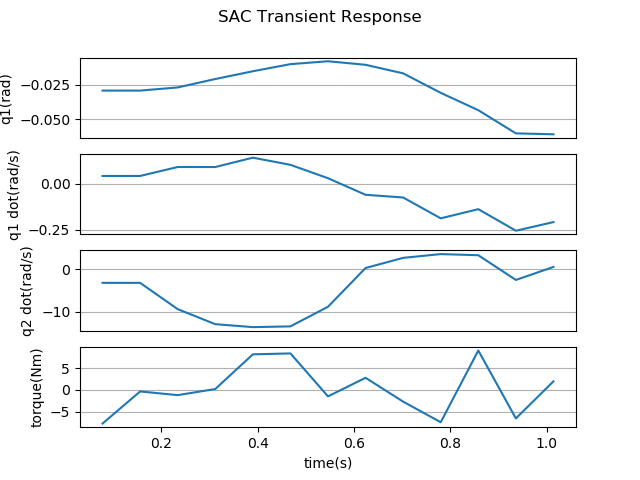 SAC Transient Response
q1(rad)
−0.025
−0.050
q1 dot(rad/s)
0.00
−0.25
q2 dot(rad/s)
0
−10
torque(Nm)
5
0
−5
0.2 0.4 0.6 0.8 1.0
time(s)